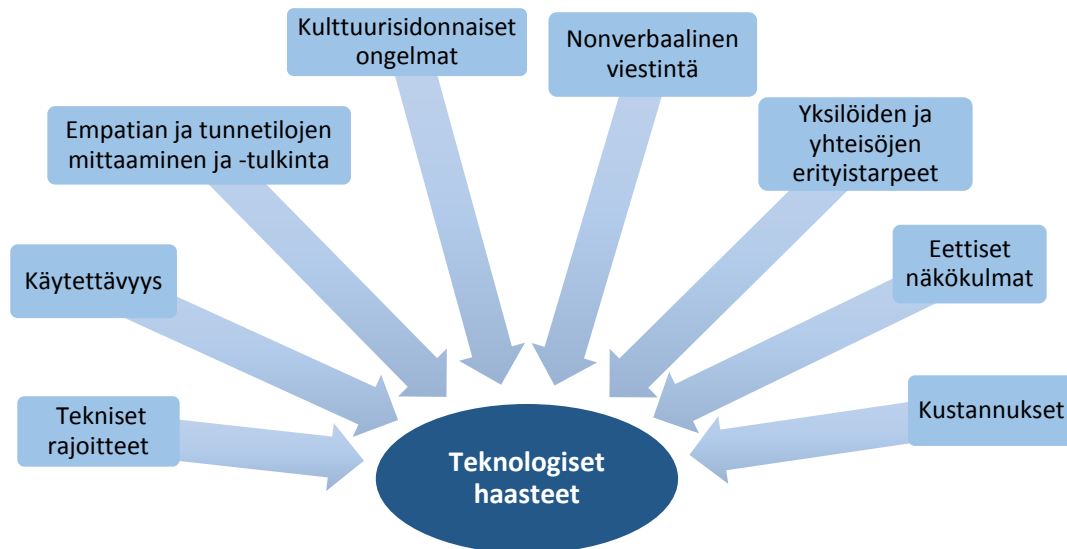 Kulttuurisidonnaiset
ongelmat
Nonverbaalinen
viestintä
Empatian ja tunnetilojen
mittaaminen ja -tulkinta
Yksilöiden ja
yhteisöjen
erityistarpeet
Käytettävyys
Eettiset
näkökulmat
Tekniset
rajoitteet
Kustannukset
Teknologiset
haasteet